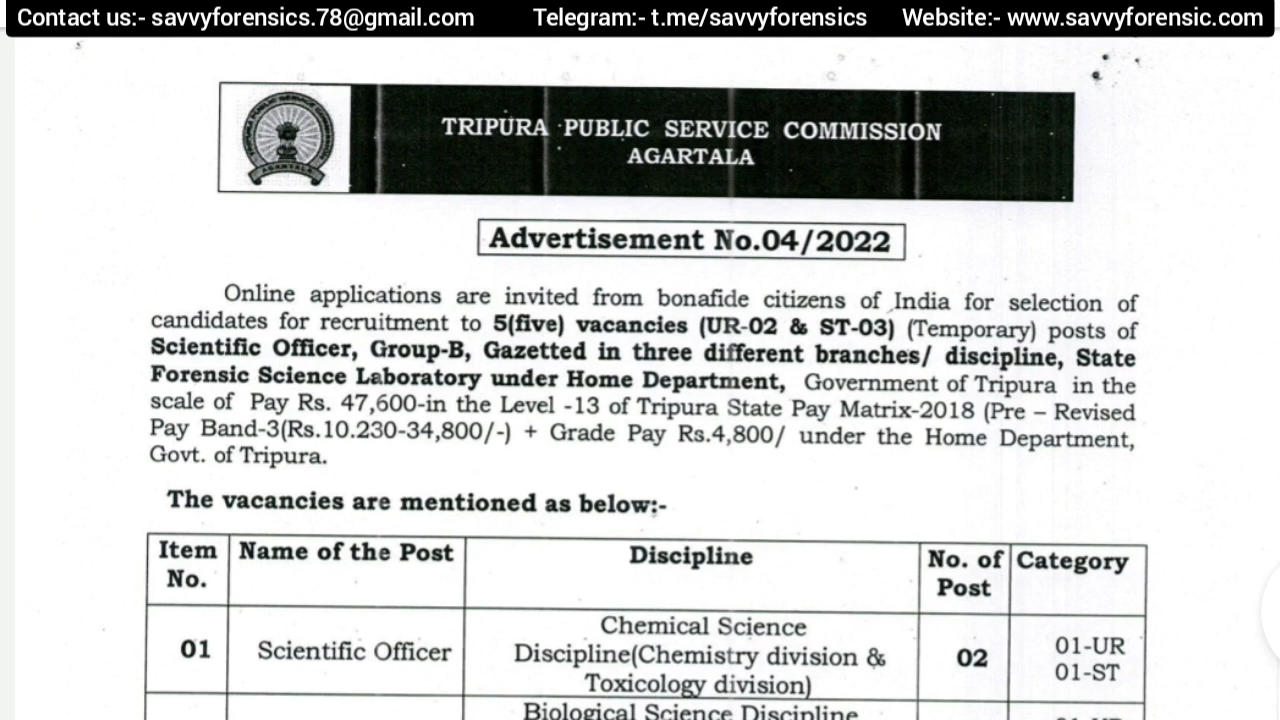 Contact us:- savvyforensics.78@gmail.com Telegram:- t.me/savvyforensics Website:- www.savvyforensic.com
TRIPURA PUBLIC SERVICE COMMISSION
AGARTALA
TRIPURA PUBLIC SERVICE COMMISSION
AGARTALA
Advertisement No.04/2022
Online applications are invited from bonafide citizens of India for selection of
candidates for recruitment to 5(five) vacancies (UR-02 & ST-03) (Temporary) posts of
Scientific Officer, Group-B, Gazetted in three different branches/ discipline, State
Forensic Science Laboratory under Home Department, Government of Tripura in the
scale of Pay Rs. 47,600-in the Level -13 of Tripura State Pay Matrix-2018 (Pre – Revised
Pay Band-3(Rs.10.230-34,800/-) + Grade Pay Rs.4,800/ under the Home Department,
Govt. of Tripura.
The vacancies are mentioned as below:-
Item No. Name of the Post Discipline No. of Post Category
01 Scientific Officer Chemical Science Discipline(Chemistry division & Toxicology division) 02 01-UR 01-ST
Biological Science Discipline